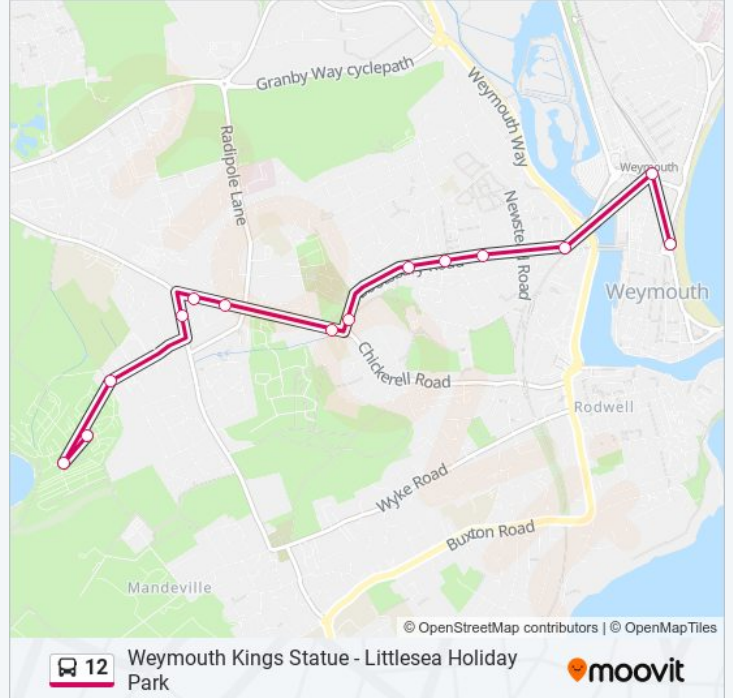 Granby Way cyclepath
Weymouth Way
Radipole Lane
Weymouth
Newstead Road
Weymouth
Chickerell Road
Rodwell
Wyke Road
Buxton Road
Mandeville
© OpenStreetMap contributors | © OpenMapTiles
12
Weymouth Kings Statue - Littlesea Holiday
Park
moovit